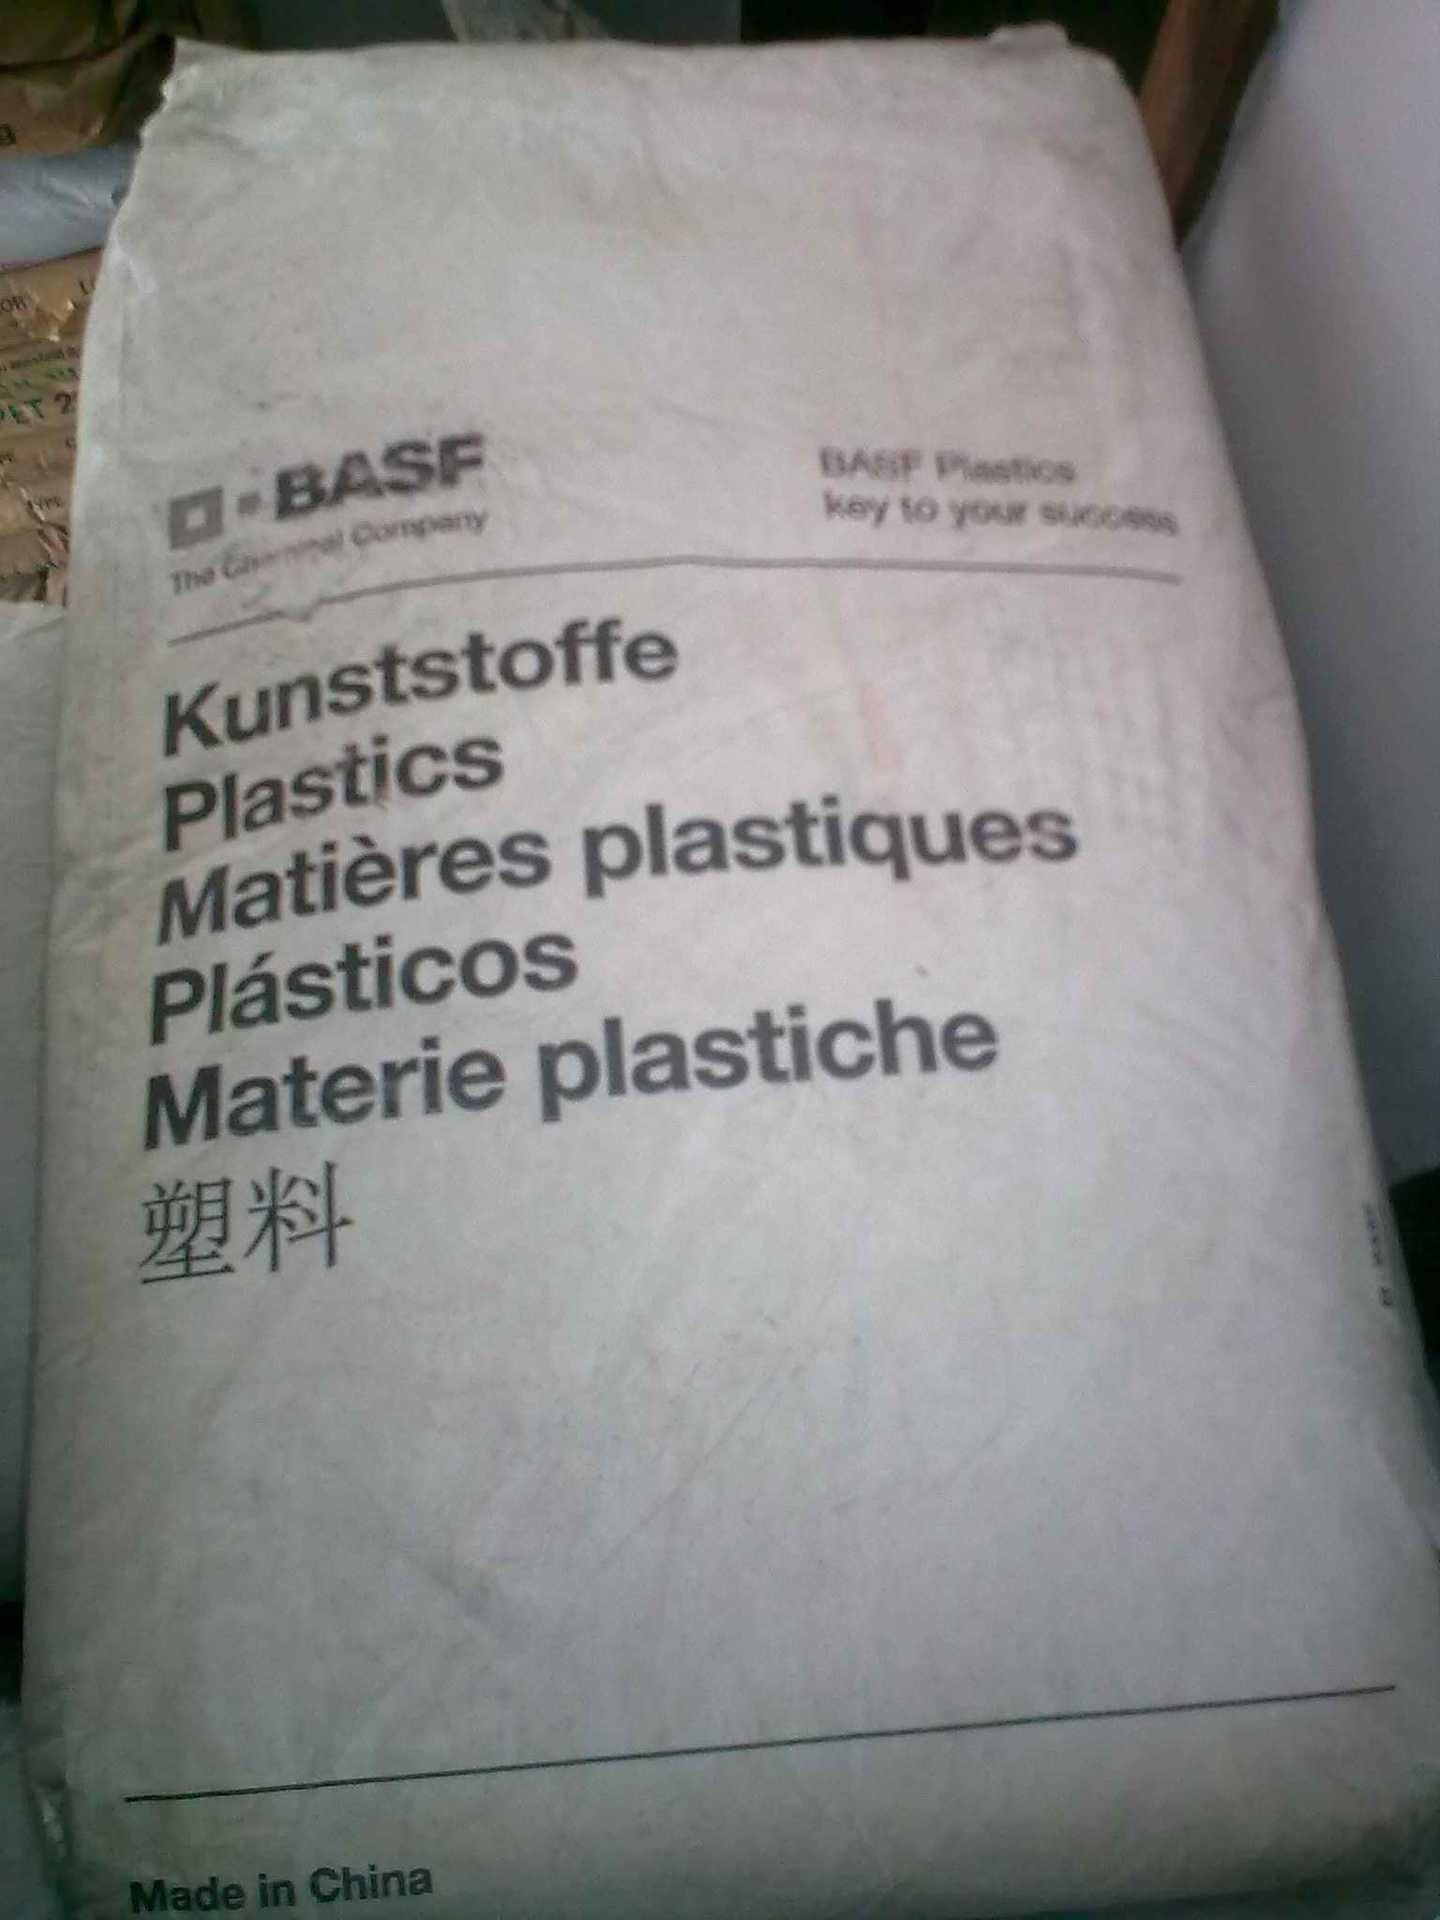 BASF
The Chemical Company
BASF Plastics
key to your success
Kunststoffe
Plastics
Matières plastiques
Plásticos
Materie plastiche
塑料
Made in China
PET